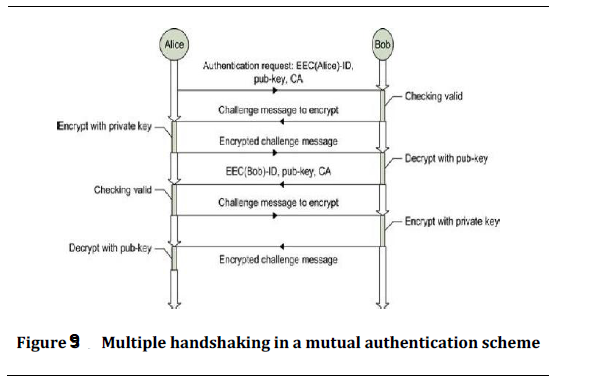 Alice
Bob
Authentication request: EEC(Alice)-ID,
pub-key, CA
Checking valid
Challenge message to encrypt
Encrypt with private key
Encrypted challenge message
Decrypt with pub-key
EEC(Bob)-ID, pub-key, CA
Checking valid
Challenge message to encrypt
Encrypt with private key
Decrypt with pub-key
Encrypted challenge message
Figure 9 Multiple handshaking in a mutual authentication scheme